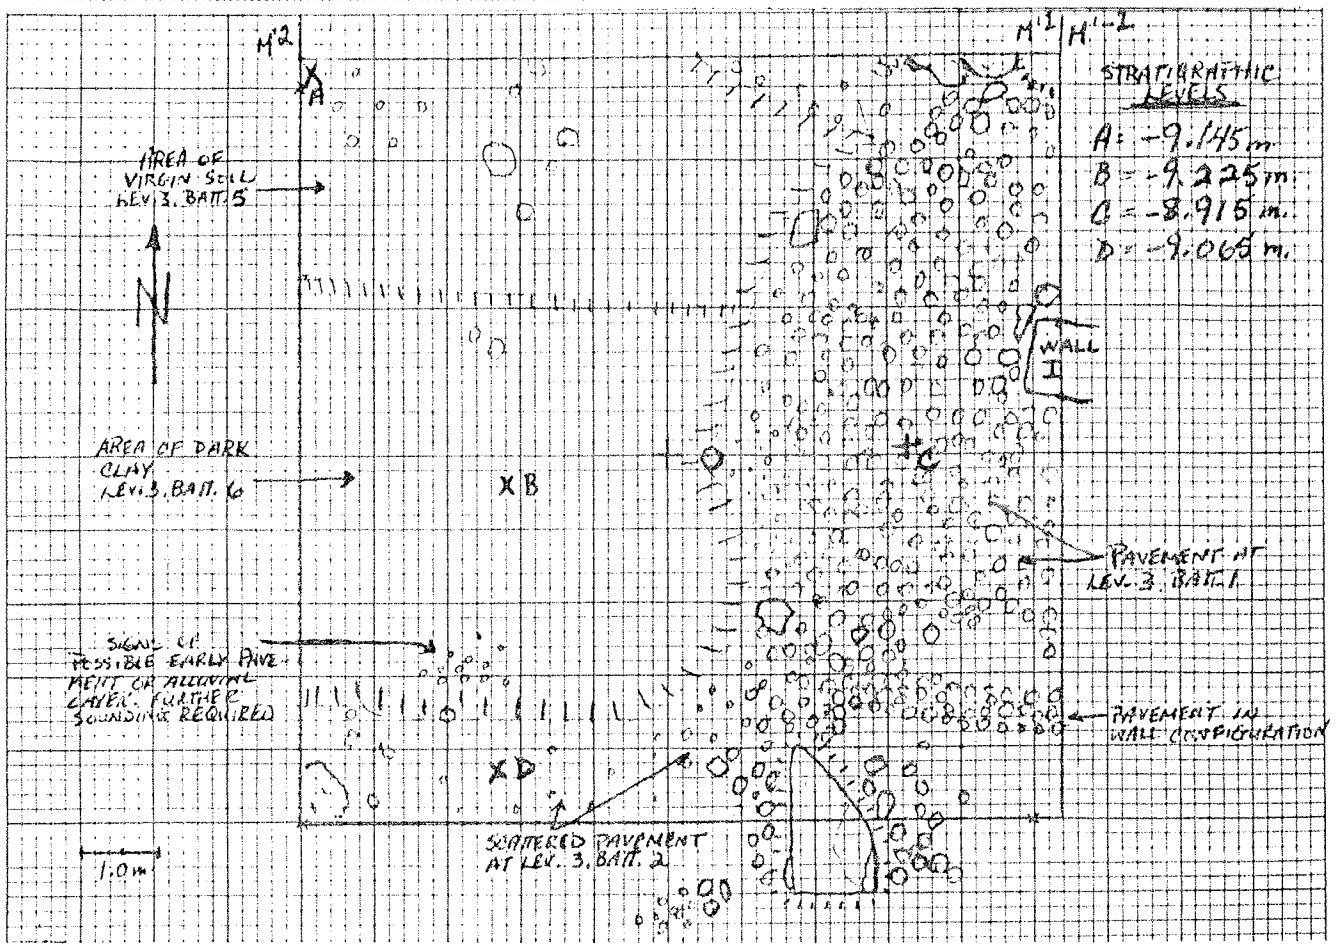 M'2
M'1 M'-1
STRATIGRAPHIC
LEVELS
A = -9.145 m
B = -9.225 m.
C = -8.915 m.
D = -9.065 m.
A
AREA OF
VIRGIN SOIL
LEV. 3. BATT. 5
N
WALL
I
AREA OF DARK
CLAY
LEV. 3. BATT. 6
X B
+ C
PAVEMENT AT
LEV. 3. BATT. 1
SIGNS OF
POSSIBLE EARLY PAVE-
MENT OR ALLUVIAL
LAYER. FURTHER
SOUNDING REQUIRED
PAVEMENT IN
WALL CONFIGURATION
X D
SCATTERED PAVEMENT
AT LEV. 3. BATT. 2
1.0 m